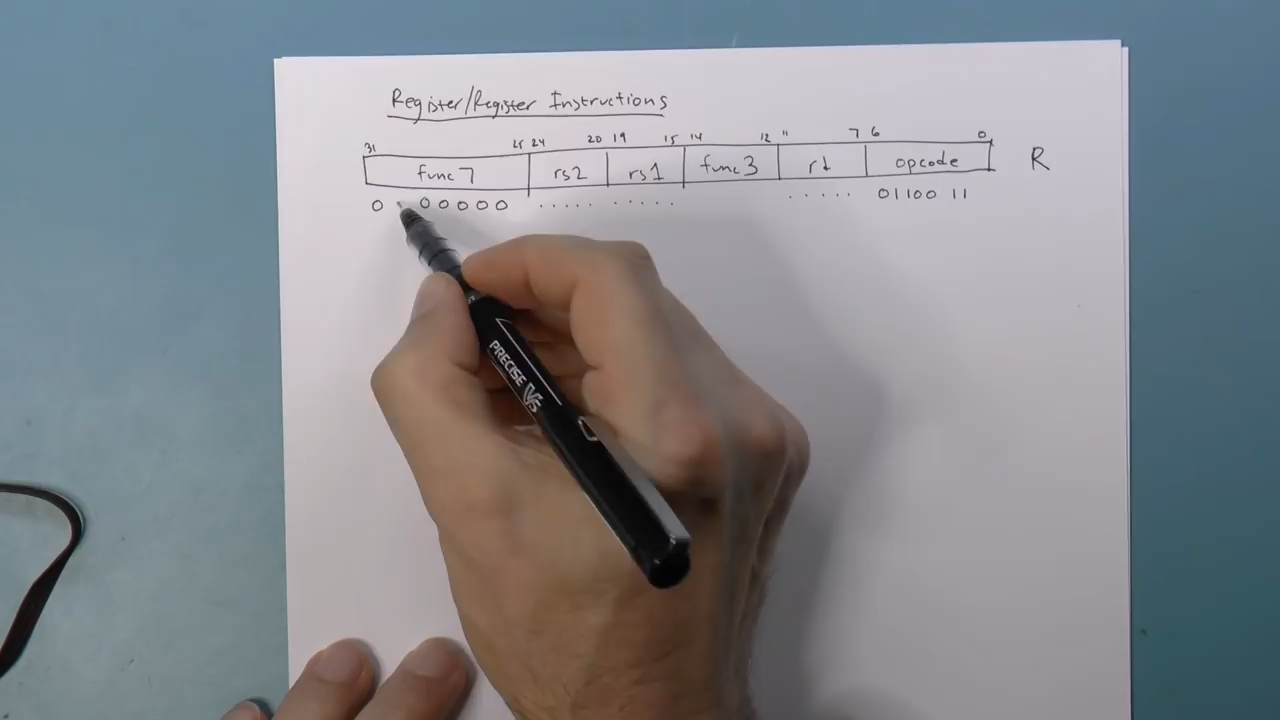 Register/Register Instructions
31 25 24 20 19 15 14 12 11 7 6 0
func7 rs2 rs1 func3 rd opcode R
0 00000 ..... ..... ..... 0110011
PRECISE V5